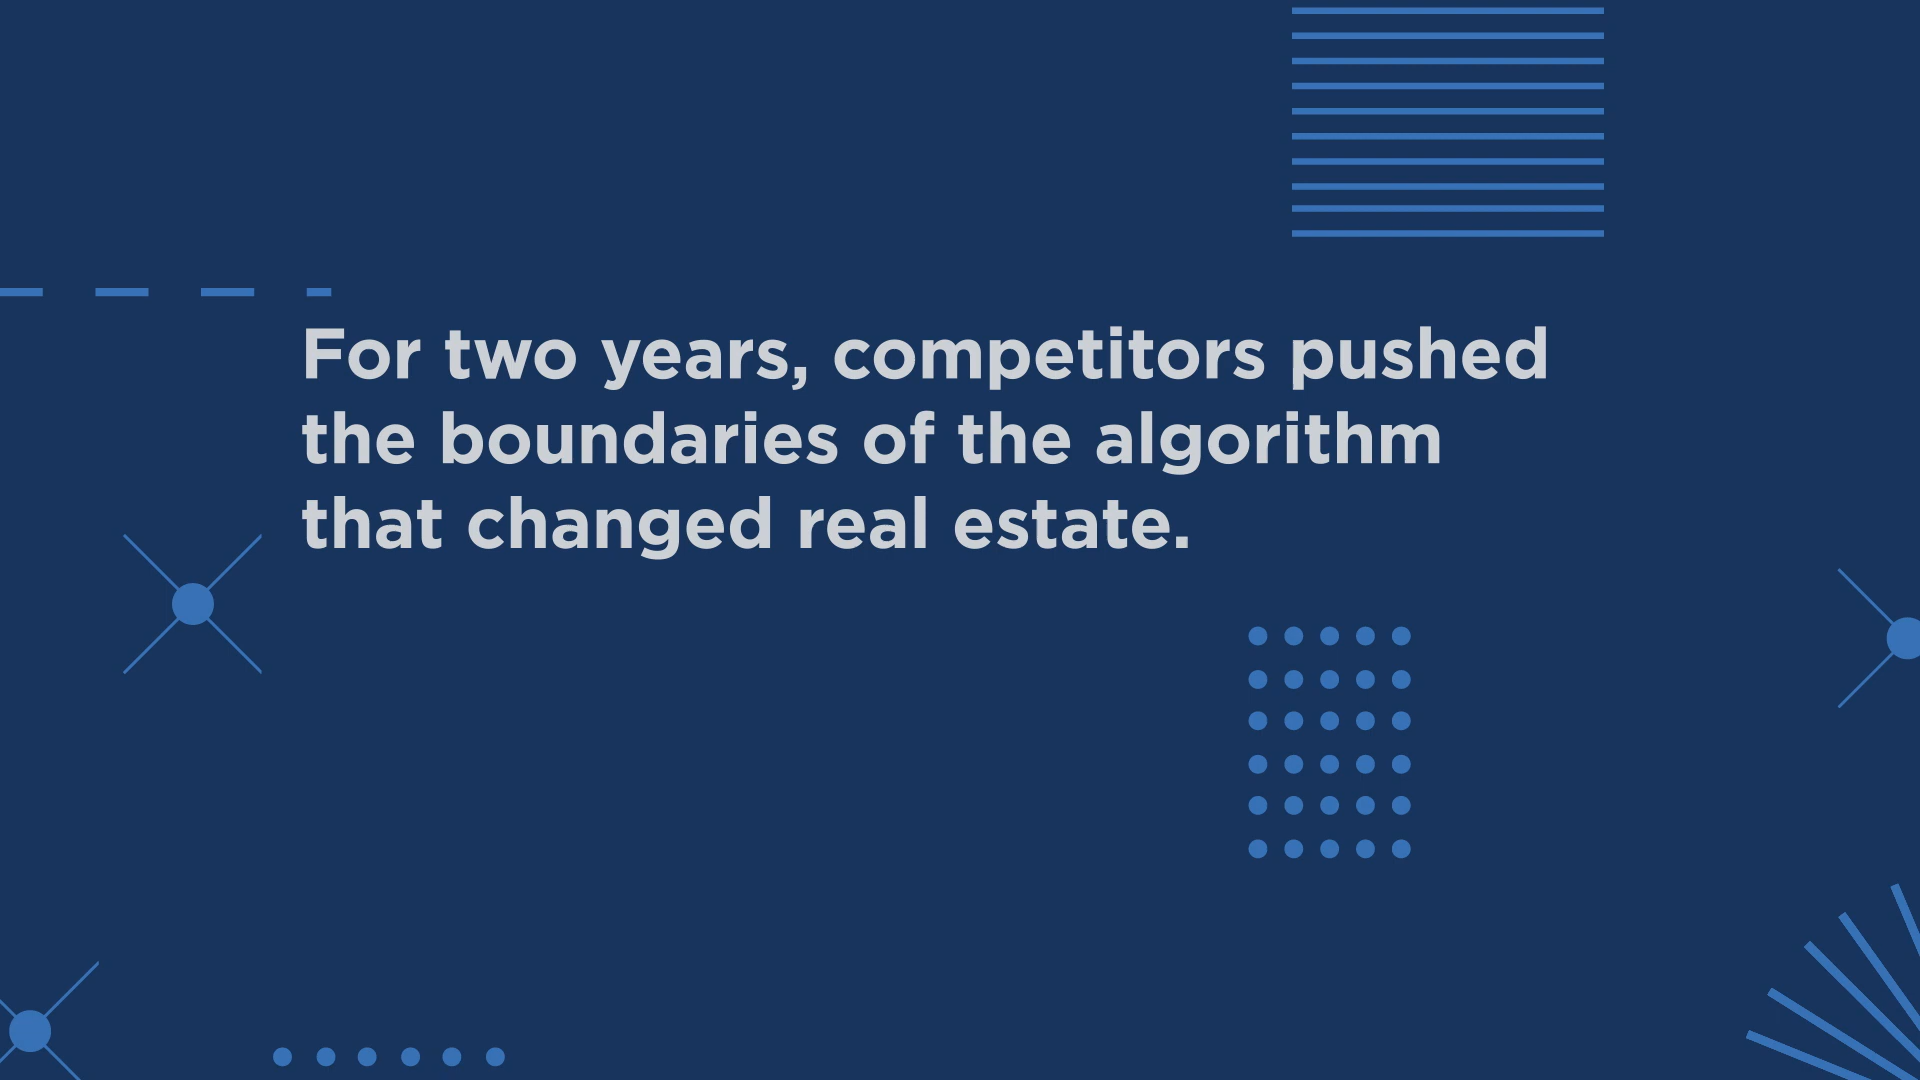 For two years, competitors pushed
the boundaries of the algorithm
that changed real estate.